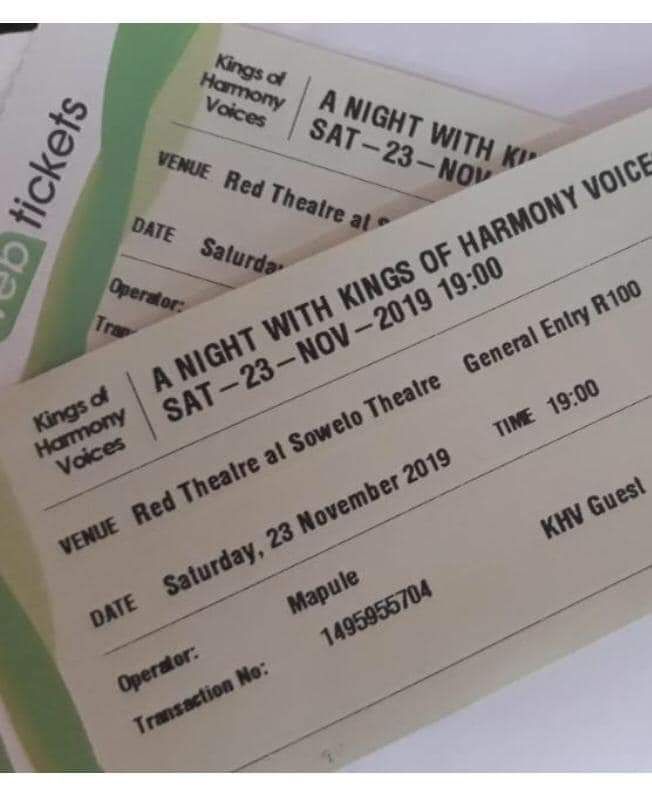 eb tickets
Kings of
Harmony
Voices
A NIGHT WITH
SAT-23-NOV
VENUE Red Theatre at
DATE Saturday
Operator:
Kings of
Harmony
Voices
A NIGHT WITH KINGS OF HARMONY VOICE
SAT-23-NOV-2019 19:00
VENUE Red Theatre at Soweto Theatre General Entry R100
DATE Saturday, 23 November 2019 TIME 19:00
KHV Guest
Operator: Mapule
Transaction No: 1495955704